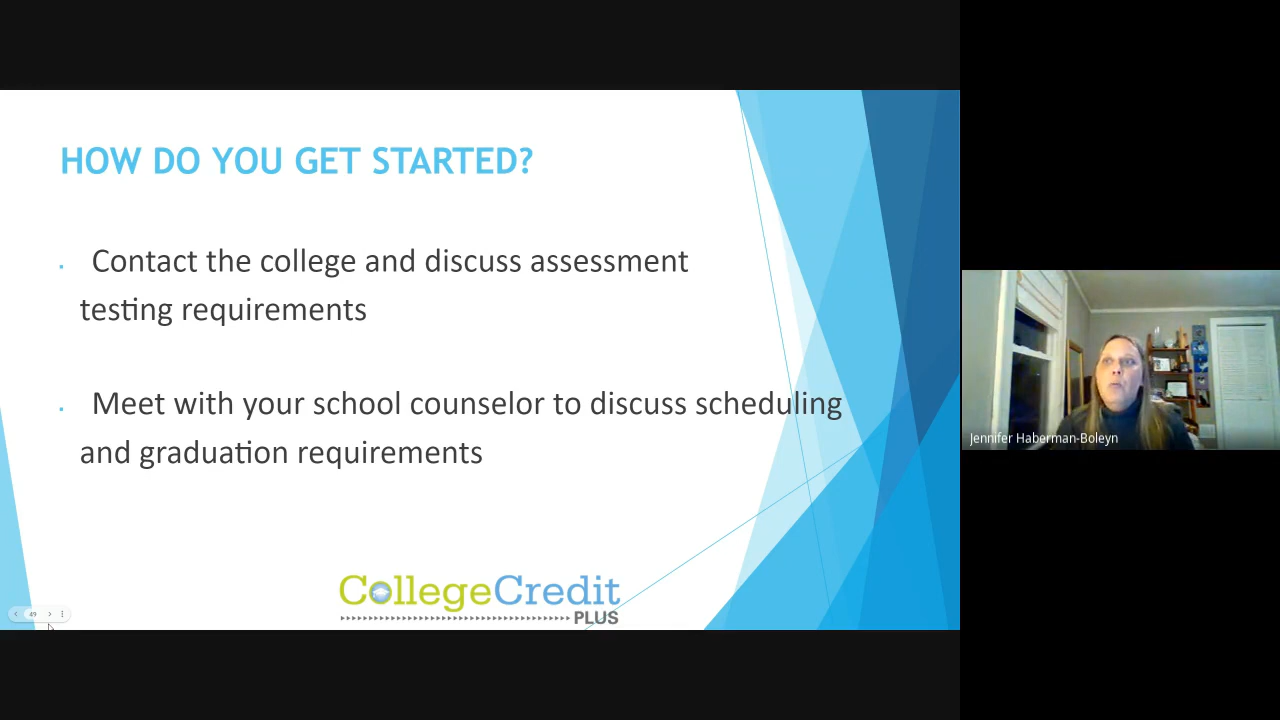 HOW DO YOU GET STARTED?
Contact the college and discuss assessment
testing requirements
Meet with your school counselor to discuss scheduling
and graduation requirements
CollegeCredit
PLUS
49
Jennifer Haberman-Boleyn